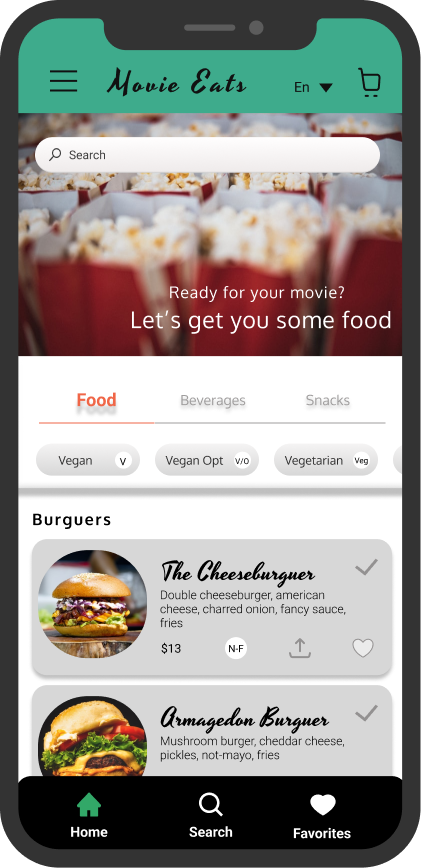 Movie Eats
En
Search
Ready for your movie?
Let's get you some food
Food Beverages Snacks
Vegan V Vegan Opt V/O Vegetarian Veg
Burguers
The Cheeseburguer
Double cheeseburguer, american
cheese, charred onion, fancy sauce,
fries
$13 N-F
Armagedon Burguer
Mushroom burger, cheddar cheese,
pickles, not-mayo, fries
Home Search Favorites